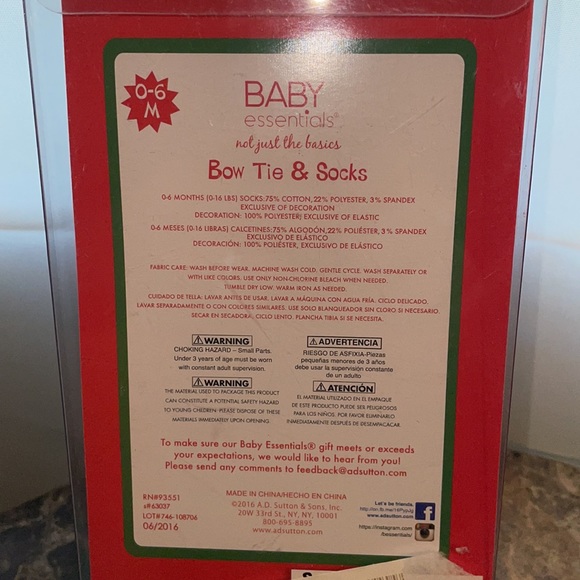 0-6
M
BABY
essentials®
not just the basics
Bow Tie & Socks
0-6 MONTHS (0-16 LBS) SOCKS:75% COTTON, 22% POLYESTER, 3% SPANDEX
EXCLUSIVE OF DECORATION
DECORATION: 100% POLYESTER; EXCLUSIVE OF ELASTIC
0-6 MESES (0-16 LIBRAS) CALCETINES:75% ALGODÓN,22% POLIÉSTER, 3% SPANDEX
EXCLUSIVO DE ELÁSTICO
DECORACIÓN: 100% POLIÉSTER, EXCLUSIVO DE ELÁSTICO
FABRIC CARE: WASH BEFORE WEAR. MACHINE WASH COLD, GENTLE CYCLE. WASH SEPARATELY OR
WITH LIKE COLORS. USE ONLY NON-CHLORINE BLEACH WHEN NEEDED.
TUMBLE DRY LOW. WARM IRON AS NEEDED.
CUIDADO DE TELLA: LAVAR ANTES DE USAR. LAVAR A MÁQUINA CON AGUA FRÍA, CICLO DELICADO.
LAVAR SEPARADAMENTE O CON COLORES SIMILARES. USE SOLO BLANQUEADOR SIN CLORO SI NECESARIO.
SECAR EN SECADORA, CICLO LENTO. PLANCHA TIBIA SI SE NECESITA.
WARNING
CHOKING HAZARD – Small Parts.
Under 3 years of age must be worn
with constant adult supervision.
ADVERTENCIA
RIESGO DE ASFIXIA-Piezas
pequeñas menores de 3 años
debe usar la supervisión constante
de un adulto
WARNING
THE MATERIAL USED TO PACKAGE THIS PRODUCT
CAN CONSTITUTE A POTENTIAL SAFETY HAZARD
TO YOUNG CHILDREN. PLEASE DISPOSE OF THESE
MATERIALS IMMEDIATELY UPON OPENING.
ATENCIÓN
EL MATERIAL UTILIZADO EN EL EMPAQUE
DE ESTE PRODUCTO PUEDE SER PELIGROSOS
PARA LOS NIÑOS, POR FAVOR ELIMINARLO
INMEDIATAMENTE DESPUÉS DE DESEMPACAR.
To make sure our Baby Essentials® gift meets or exceeds
your expectations, we would like to hear from you!
Please send any comments to feedback@adsutton.com
RN#93551
s# 63037
LOT#746-108706
06/2016
MADE IN CHINA/HECHO EN CHINA
©2016 A.D. Sutton & Sons, Inc.
20W 33rd St., NY, NY, 10001
800-695-8895
www.adsutton.com
Let's be friends.
www.adsutton.com
https://instagram.com
/bessentials/